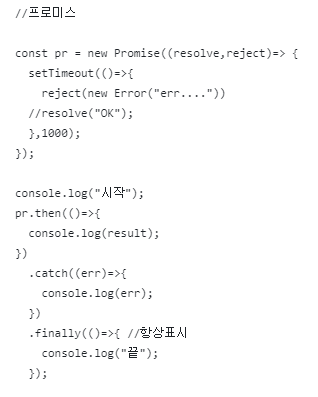 //프로미스
const pr = new Promise((resolve,reject)=> {
  setTimeout(()=>{
    reject(new Error("err...."))
  //resolve("OK");
  },1000);
});
console.log("시작");
pr.then(()=>{
  console.log(result);
})
  .catch((err)=>{
    console.log(err);
  })
  .finally(()=>{ //항상표시
    console.log("끝");
  });